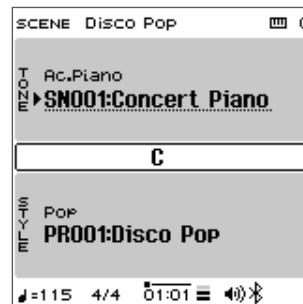 SCENE Disco Pop
TONE
Ac.Piano
SN001:Concert Piano
C
STYLE
Pop
PR001:Disco Pop
♩=115 4/4 01:01